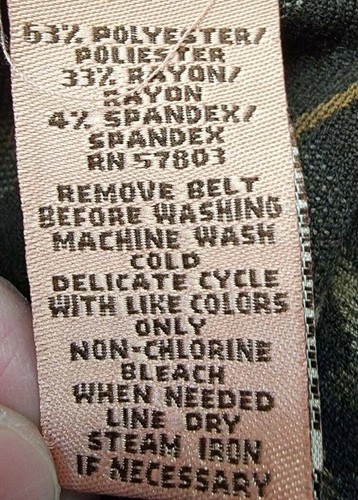 63% POLYESTER/
POLIESTER
33% RAYON/
RAYON
4% SPANDEX/
SPANDEX
RN 57803
REMOVE BELT
BEFORE WASHING
MACHINE WASH
COLD
DELICATE CYCLE
WITH LIKE COLORS
ONLY
NON-CHLORINE
BLEACH
WHEN NEEDED
LINE DRY
STEAM IRON
IF NECESSARY